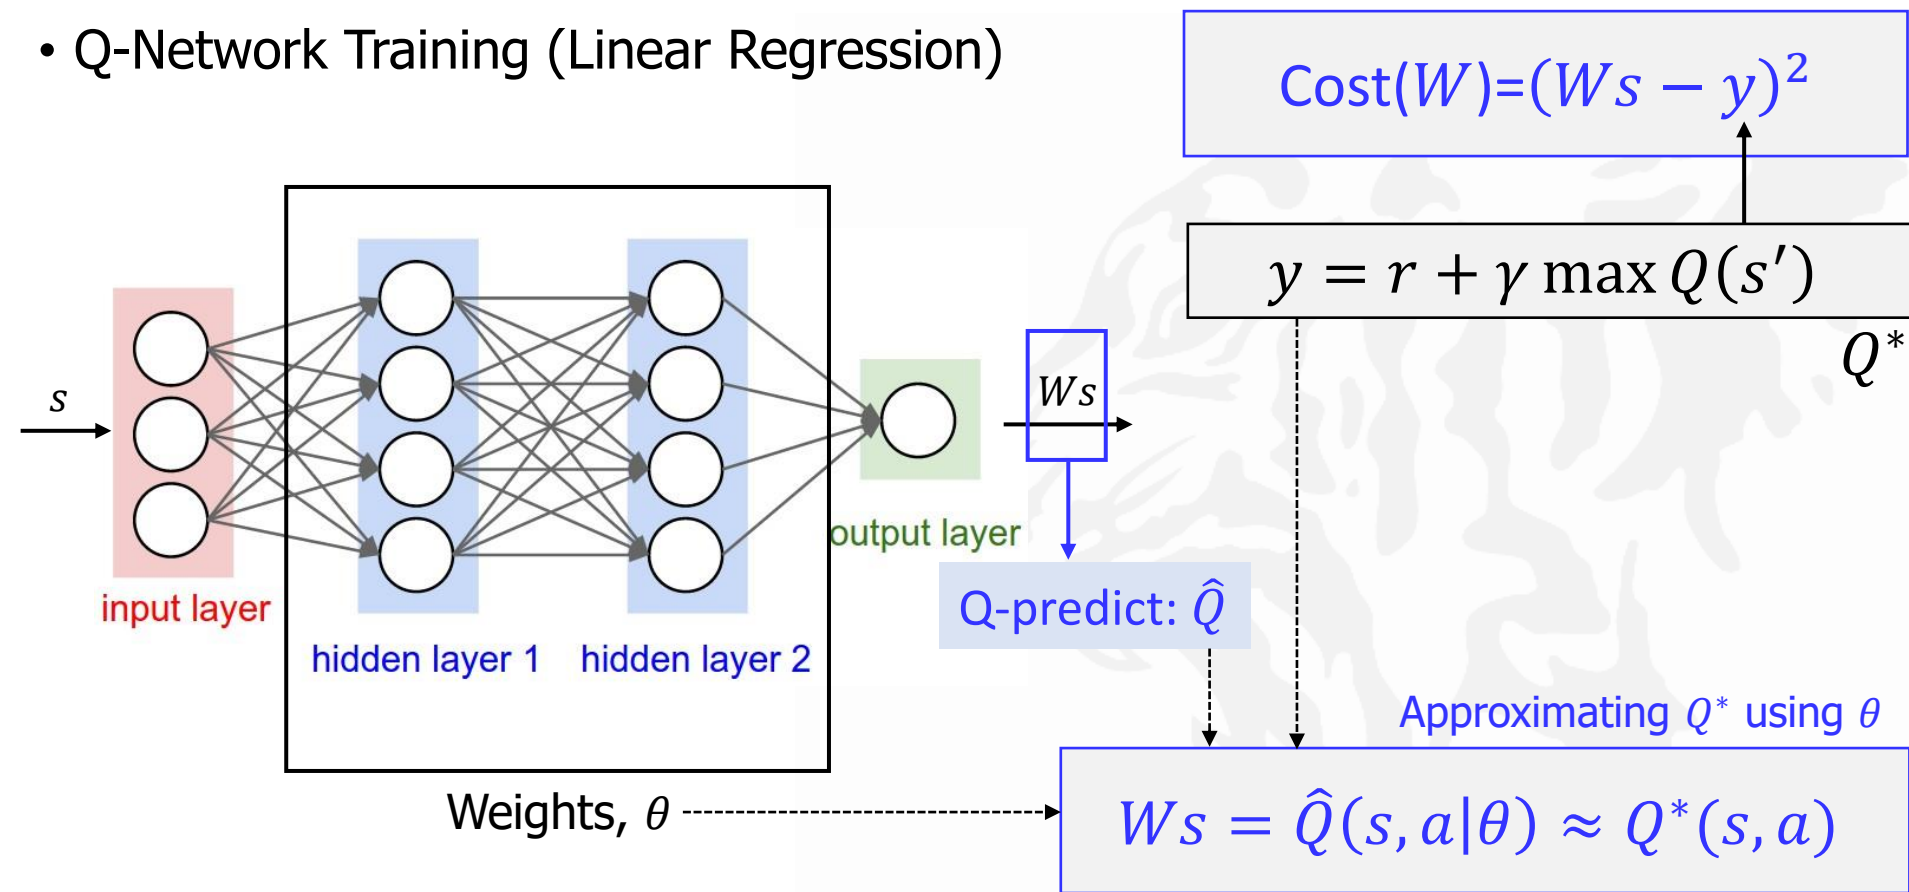 • Q-Network Training (Linear Regression)
Cost(W)=(Ws − y)²
y = r + γ max Q(s′)
Q*
s
Ws
output layer
input layer
Q-predict: Q̂
hidden layer 1
hidden layer 2
Approximating Q* using θ
Weights, θ
Ws = Q̂(s, a|θ) ≈ Q*(s, a)